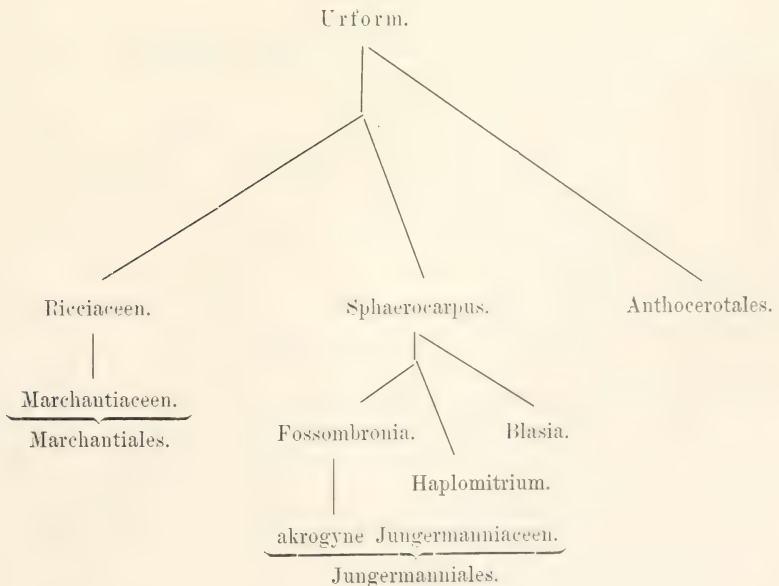 Urform.
Ricciaceen. Sphaerocarpus. Anthocerotales.
Marchantiaceen.
Marchantiales.
Fossombronia. Blasia.
Haplomitrium.
akrogyne Jungermanniaceen.
Jungermanniales.